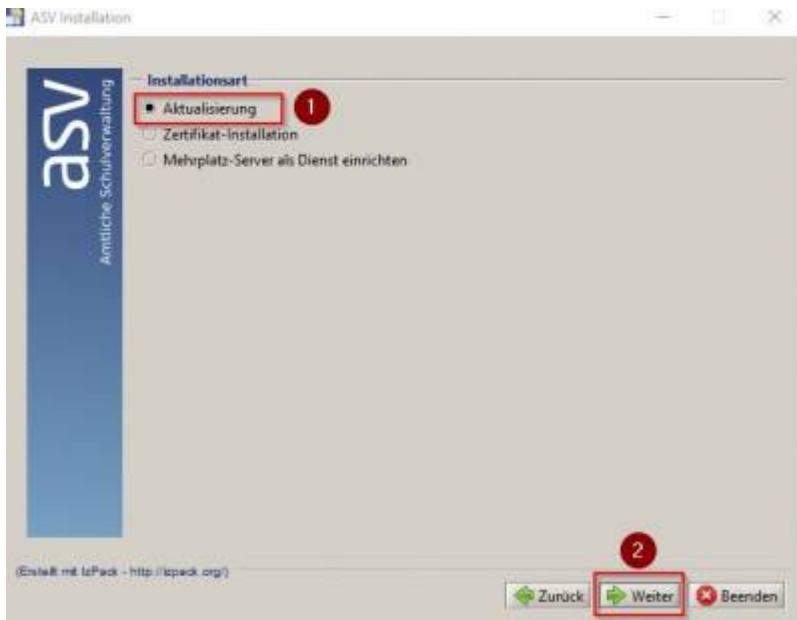 ASV Installation
asv
Amtliche Schulverwaltung
Installationsart
Aktualisierung
1
Zertifikat-Installation
Mehrplatz-Server als Dienst einrichten
2
(Erstellt mit IzPack - http://izpack.org/)
Zurück
Weiter
Beenden